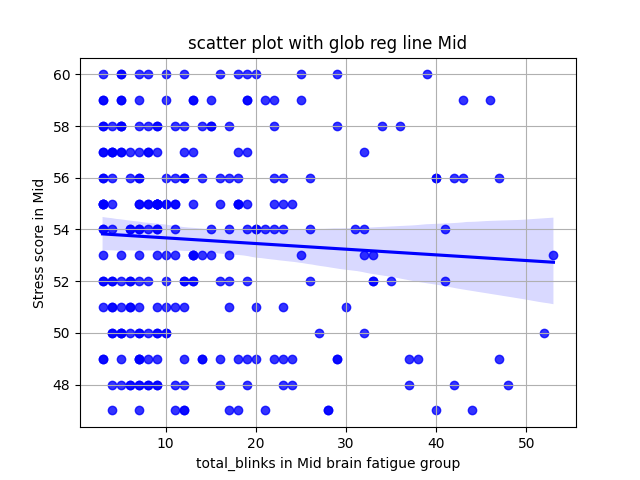 scatter plot with glob reg line Mid
Stress score in Mid
60
58
56
54
52
50
48
10 20 30 40 50
total_blinks in Mid brain fatigue group